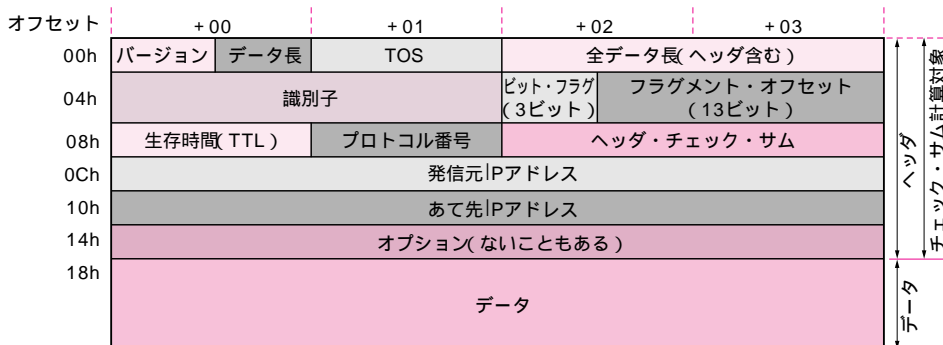 オフセット +00 +01 +02 +03
00h バージョン データ長 TOS 全データ長(ヘッダ含む)
04h 識別子 ビット・フラグ フラグメント・オフセット
(3ビット) (13ビット)
08h 生存時間(TTL) プロトコル番号 ヘッダ・チェック・サム
0Ch 発信元IPアドレス
10h あて先IPアドレス
14h オプション(ないこともある)
18h データ
ヘッダ
データ
チェック・サム計算対象